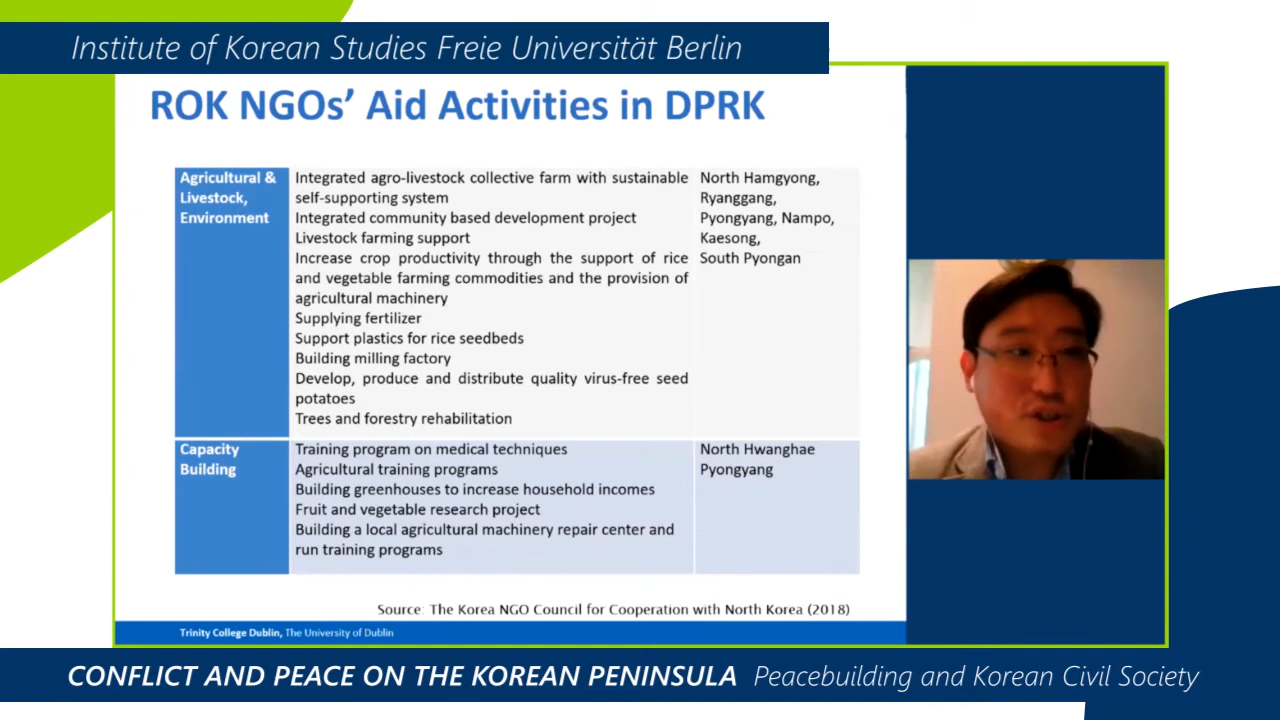 Institute of Korean Studies Freie Universität Berlin
ROK NGOs’ Aid Activities in DPRK
Agricultural &
Livestock,
Environment
Integrated agro-livestock collective farm with sustainable
self-supporting system
Integrated community based development project
Livestock farming support
Increase crop productivity through the support of rice
and vegetable farming commodities and the provision of
agricultural machinery
Supplying fertilizer
Support plastics for rice seedbeds
Building milling factory
Develop, produce and distribute quality virus-free seed
potatoes
Trees and forestry rehabilitation
North Hamgyong,
Ryanggang,
Pyongyang, Nampo,
Kaesong,
South Pyongan
Capacity
Building
Training program on medical techniques
Agricultural training programs
Building greenhouses to increase household incomes
Fruit and vegetable research project
Building a local agricultural machinery repair center and
run training programs
North Hwanghae
Pyongyang
Source: The Korea NGO Council for Cooperation with North Korea (2018)
Trinity College Dublin, The University of Dublin
CONFLICT AND PEACE ON THE KOREAN PENINSULA Peacebuilding and Korean Civil Society